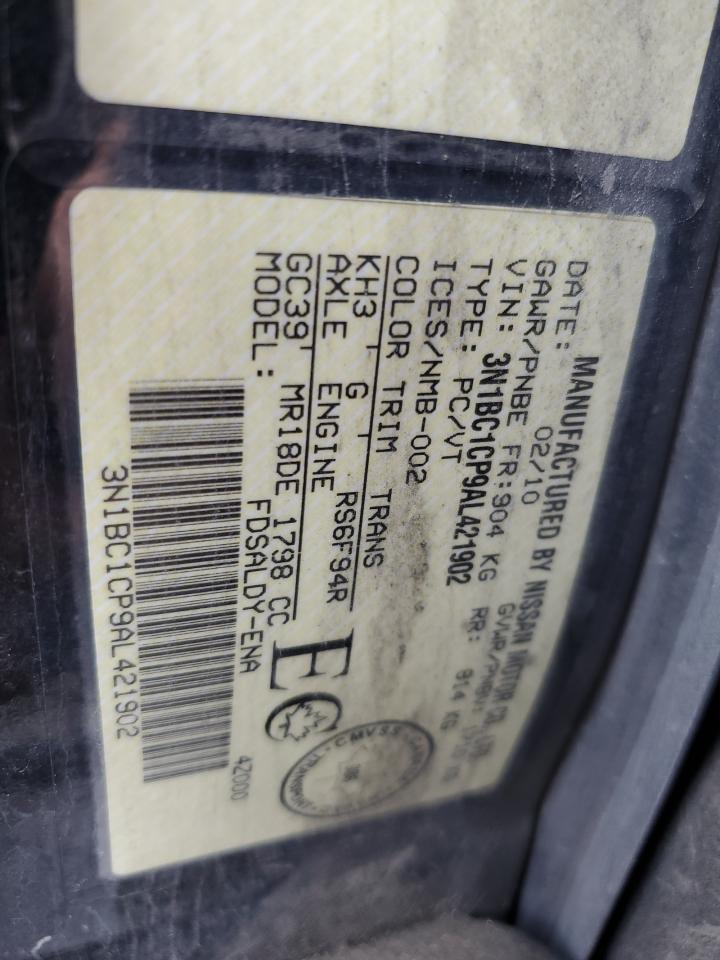 MANUFACTURED BY NISSAN MOTOR CO., LTD.
DATE: 02/10
GAWR/PNBE FR:904 KG RR: 914 KG
VIN: 3N1BC1CP9AL421902
TYPE: PC/VT
ICES/NMB-002
COLOR TRIM TRANS
KH3 G RS6F94R
AXLE ENGINE
GC39 MR18DE 1798 CC
MODEL: FDSALDY-ENA
3N1BC1CP9AL421902
4Z000
E
CMVSS